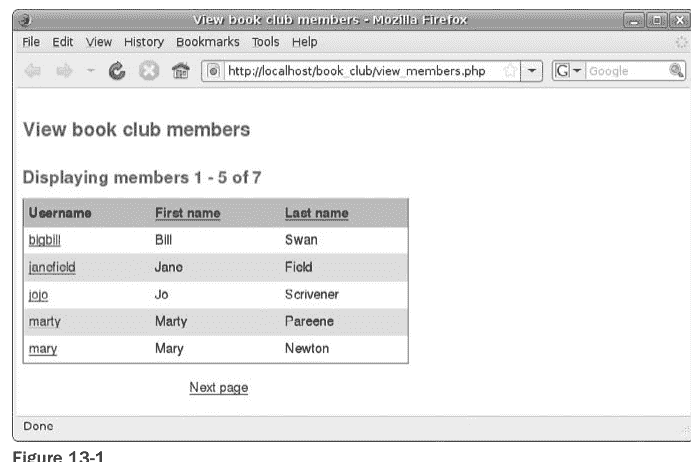 View book club members - Mozilla Firefox
File Edit View History Bookmarks Tools Help
http://localhost/book_club/view_members.php
G Google
View book club members
Displaying members 1 - 5 of 7
Username First name Last name
bigbill Bill Swan
janefield Jane Field
jojo Jo Scrivener
marty Marty Pareene
mary Mary Newton
Next page
Done
Figure 13-1